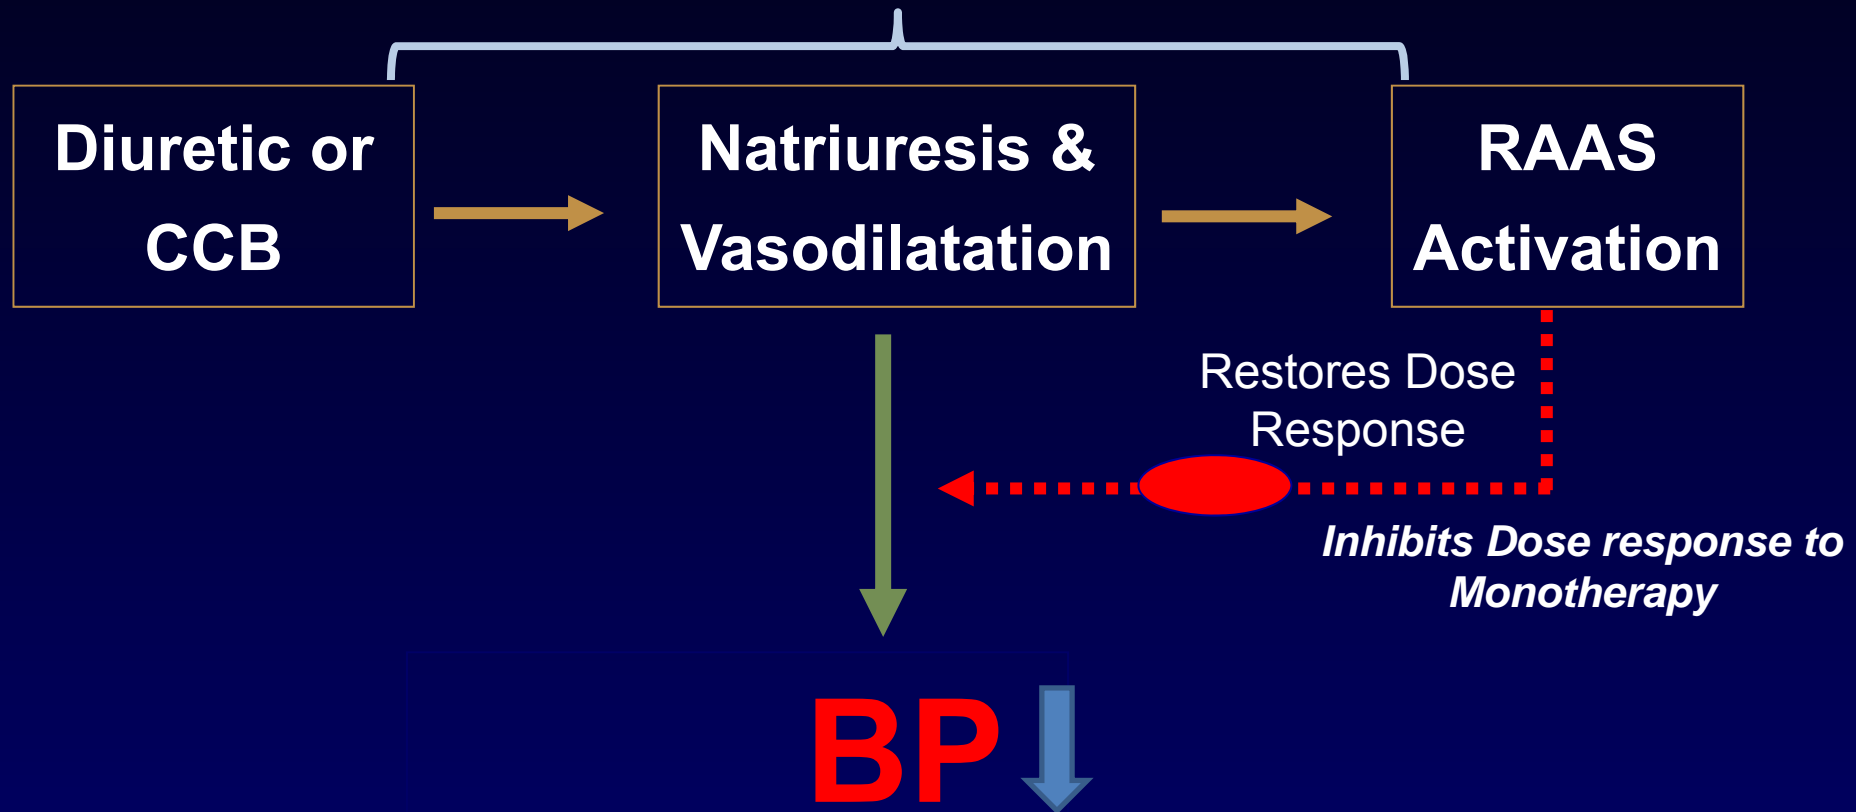 Diuretic or
CCB
Natriuresis &
Vasodilatation
RAAS
Activation
Restores Dose
Response
Inhibits Dose response to
Monotherapy
BP